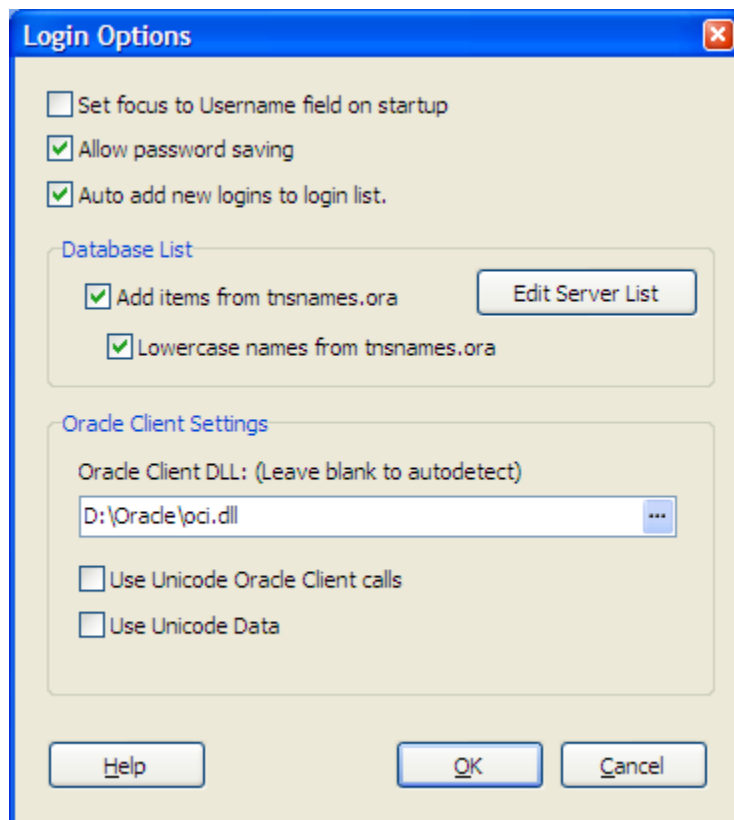 Login Options
Set focus to Username field on startup
Allow password saving
Auto add new logins to login list.
Database List
Add items from tnsnames.ora
Edit Server List
Lowercase names from tnsnames.ora
Oracle Client Settings
Oracle Client DLL: (Leave blank to autodetect)
D:\Oracle\oci.dll
...
Use Unicode Oracle Client calls
Use Unicode Data
Help
OK
Cancel